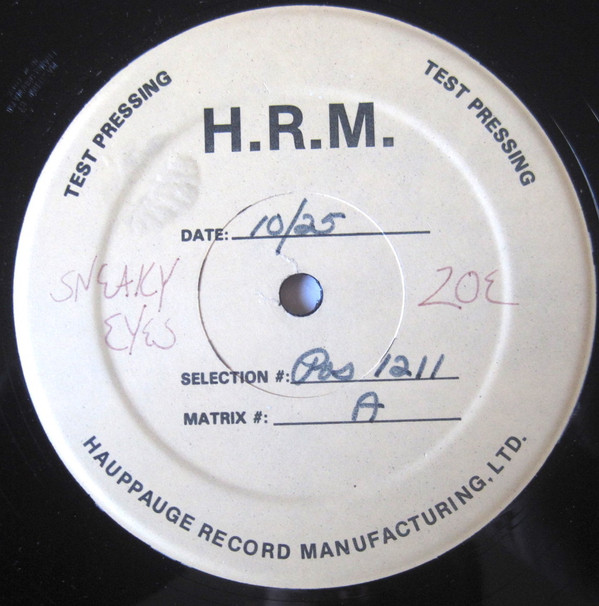 TEST PRESSING
TEST PRESSING
H.R.M.
DATE: 10/25
SNEAKY
EYES
ZOE
SELECTION #: Pos 1211
MATRIX #: A
HAUPPAUGE RECORD MANUFACTURING, LTD.